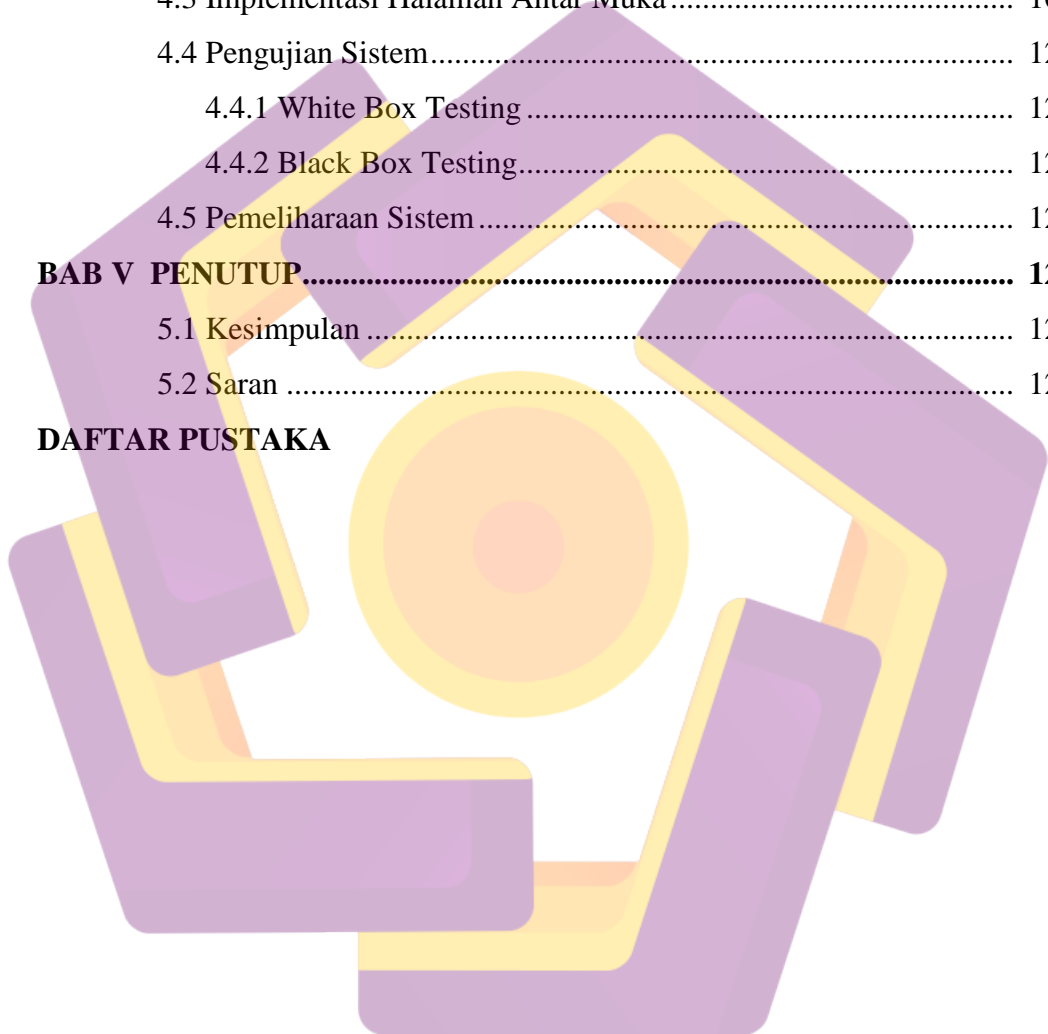 4.3 Implementasi Halaman Antar Muka
4.4 Pengujian Sistem
4.4.1 White Box Testing
4.4.2 Black Box Testing
4.5 Pemeliharaan Sistem
BAB V PENUTUP
5.1 Kesimpulan
5.2 Saran
DAFTAR PUSTAKA